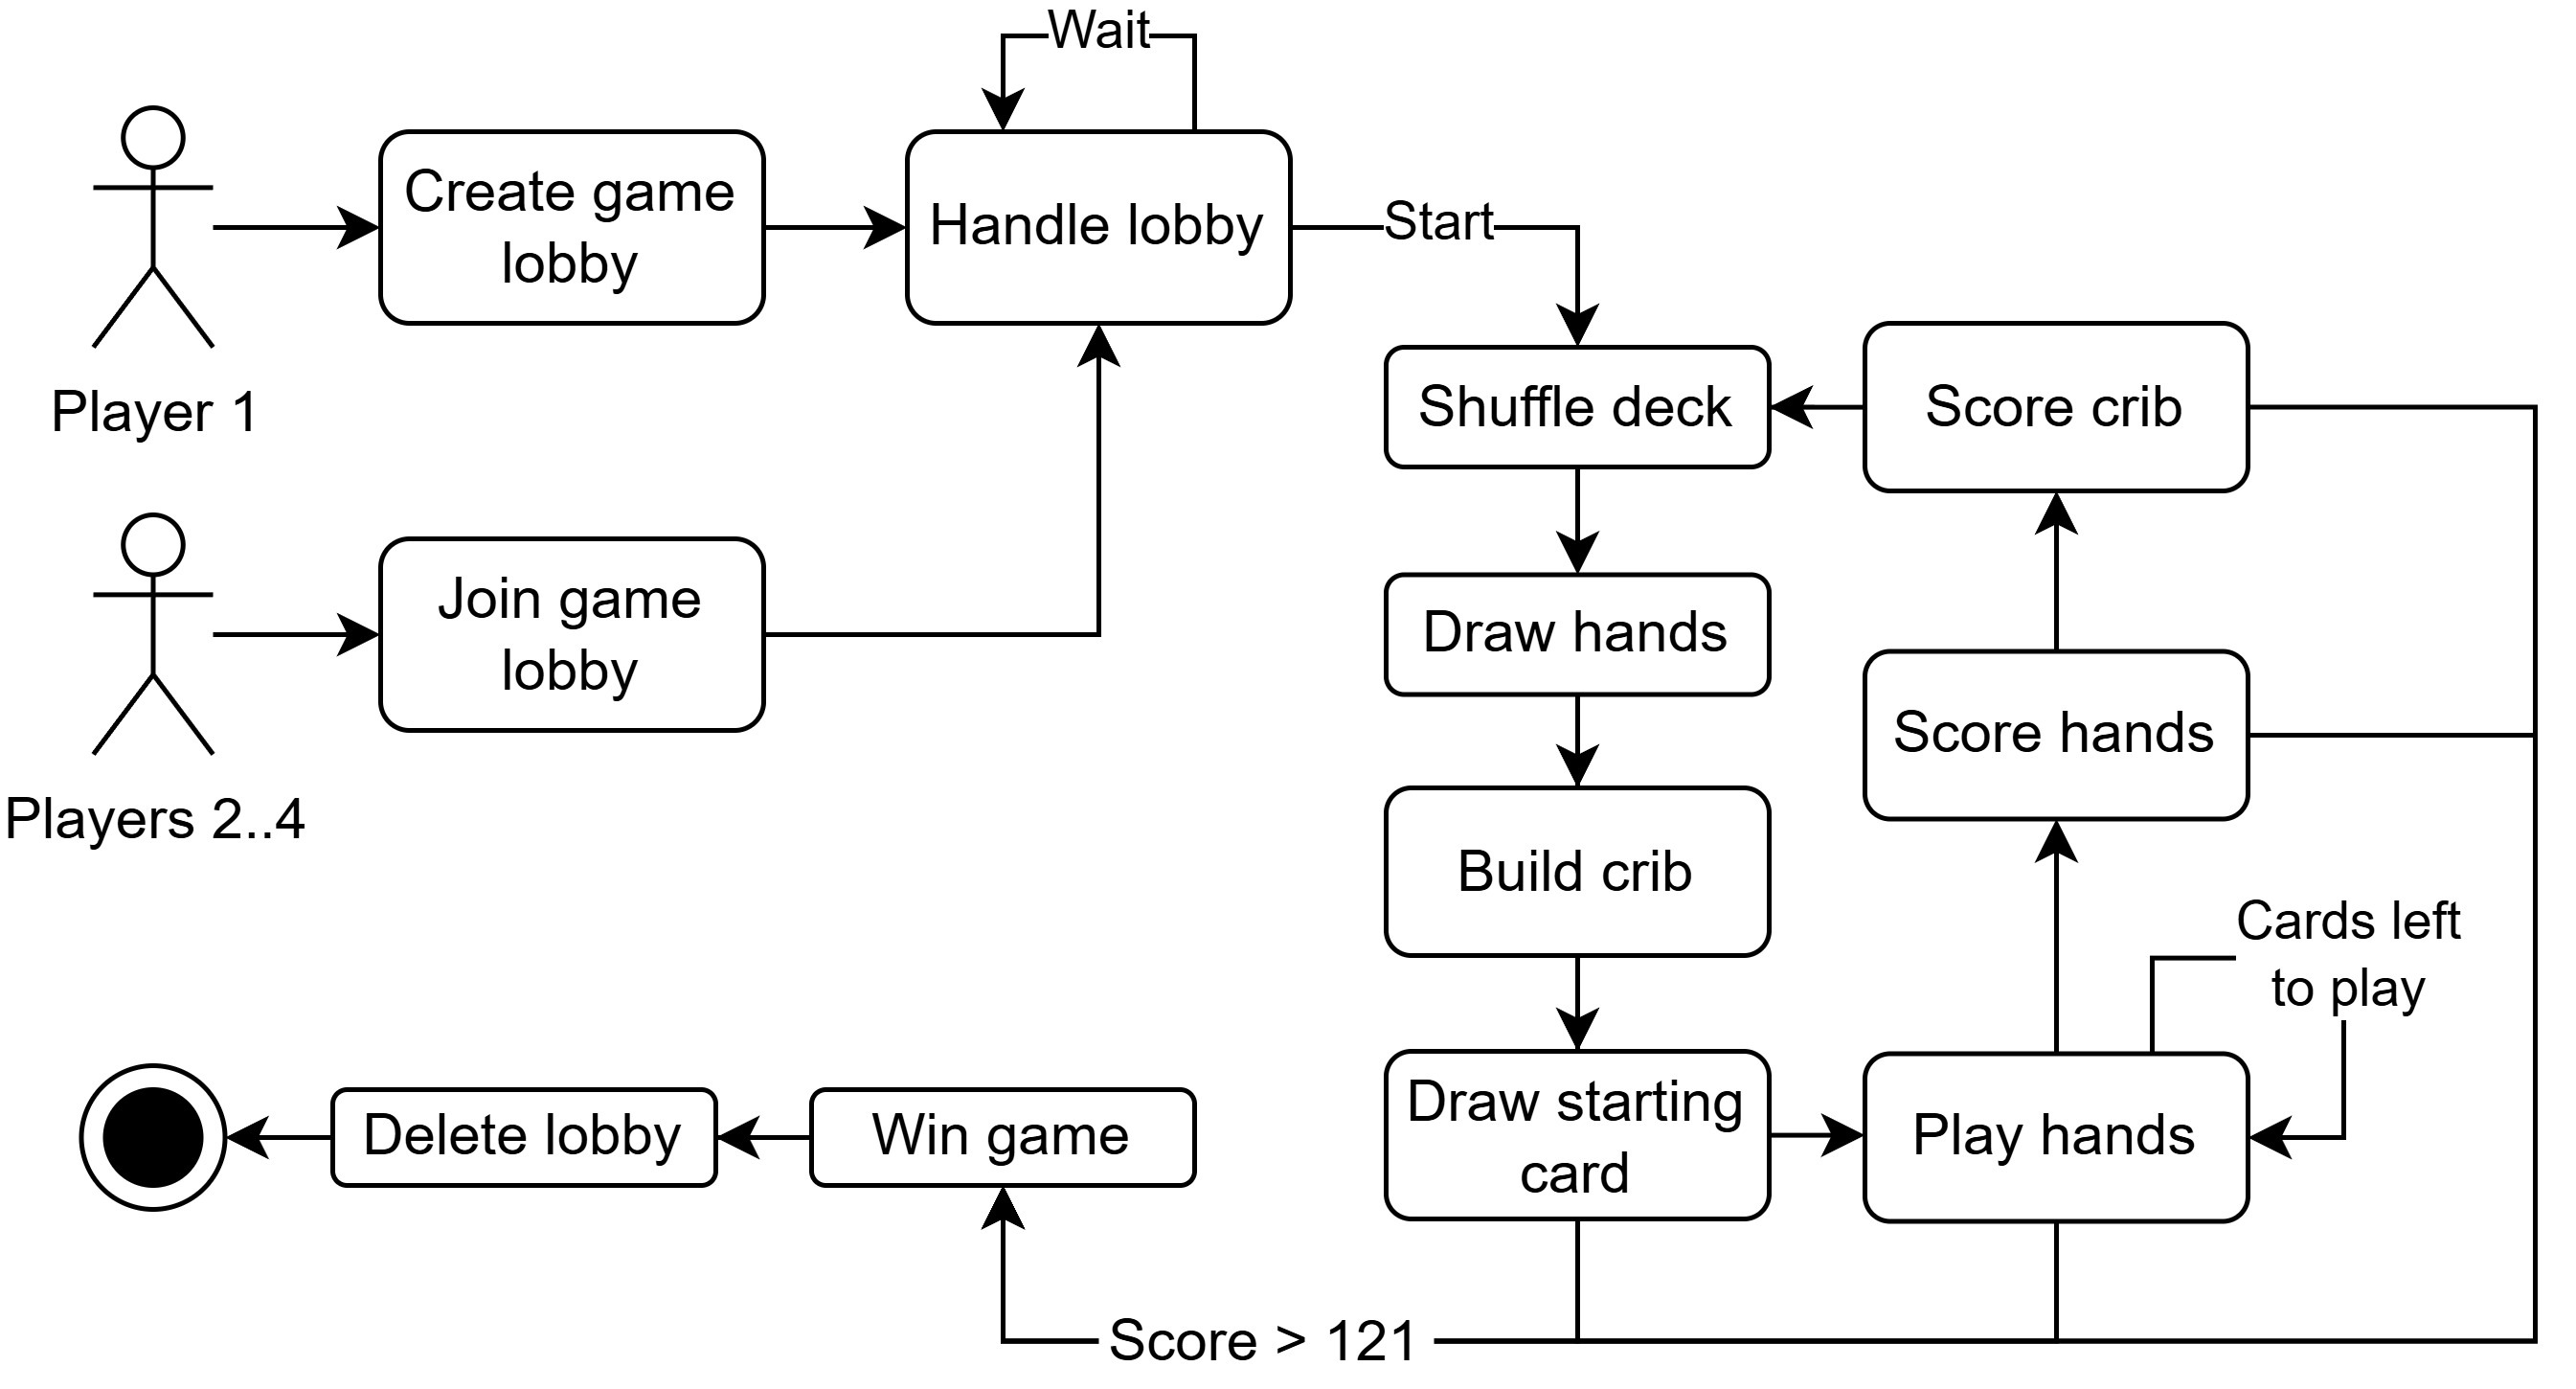 Wait
Create game
lobby
Handle lobby
Start
Player 1
Shuffle deck
Score crib
Join game
lobby
Draw hands
Score hands
Players 2..4
Build crib
Cards left
to play
Draw starting
card
Play hands
Delete lobby
Win game
Score > 121